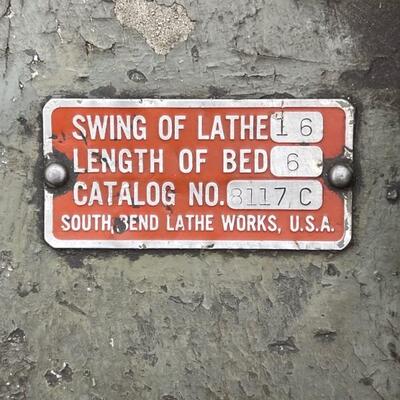 SWING OF LATHE 16
LENGTH OF BED 6
CATALOG NO. 8117 C
SOUTH BEND LATHE WORKS, U.S.A.